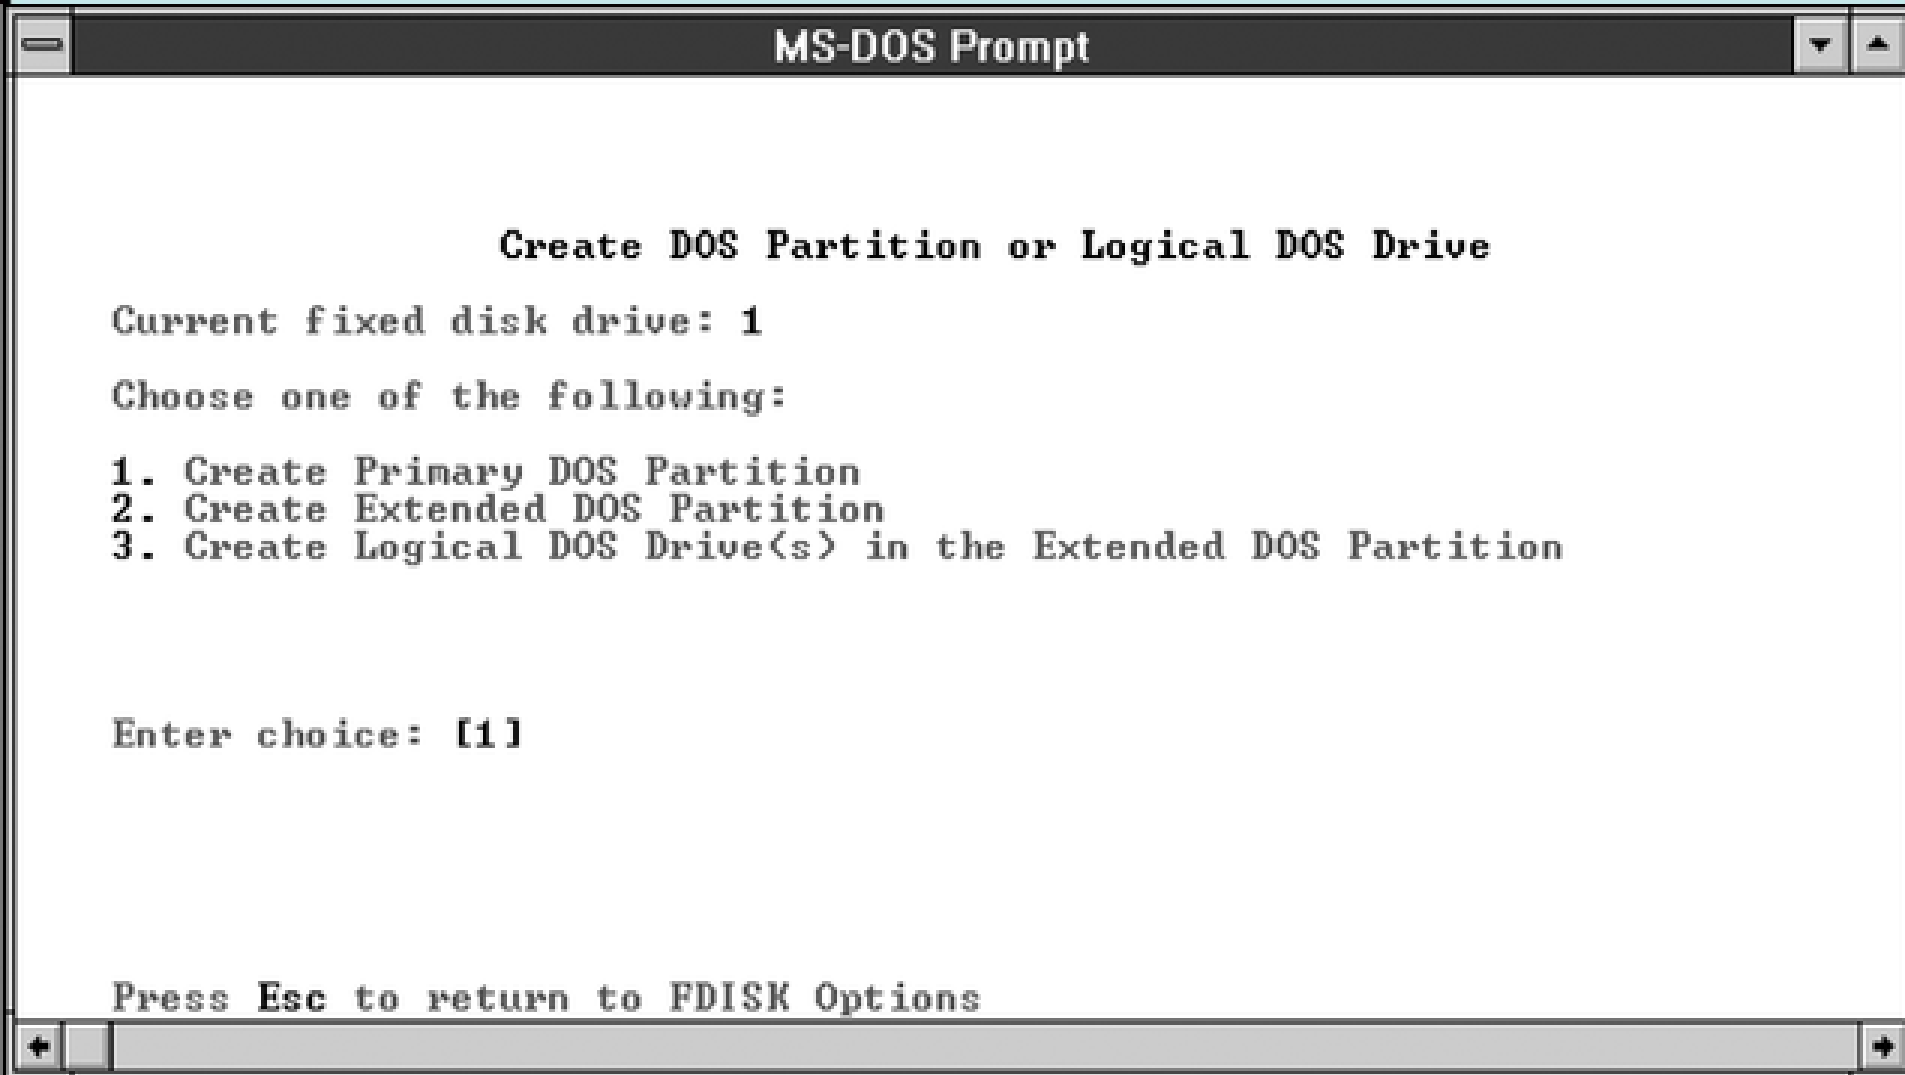 MS-DOS Prompt
Create DOS Partition or Logical DOS Drive
Current fixed disk drive: 1
Choose one of the following:
1. Create Primary DOS Partition
2. Create Extended DOS Partition
3. Create Logical DOS Drive(s) in the Extended DOS Partition
Enter choice: [1]
Press Esc to return to FDISK Options